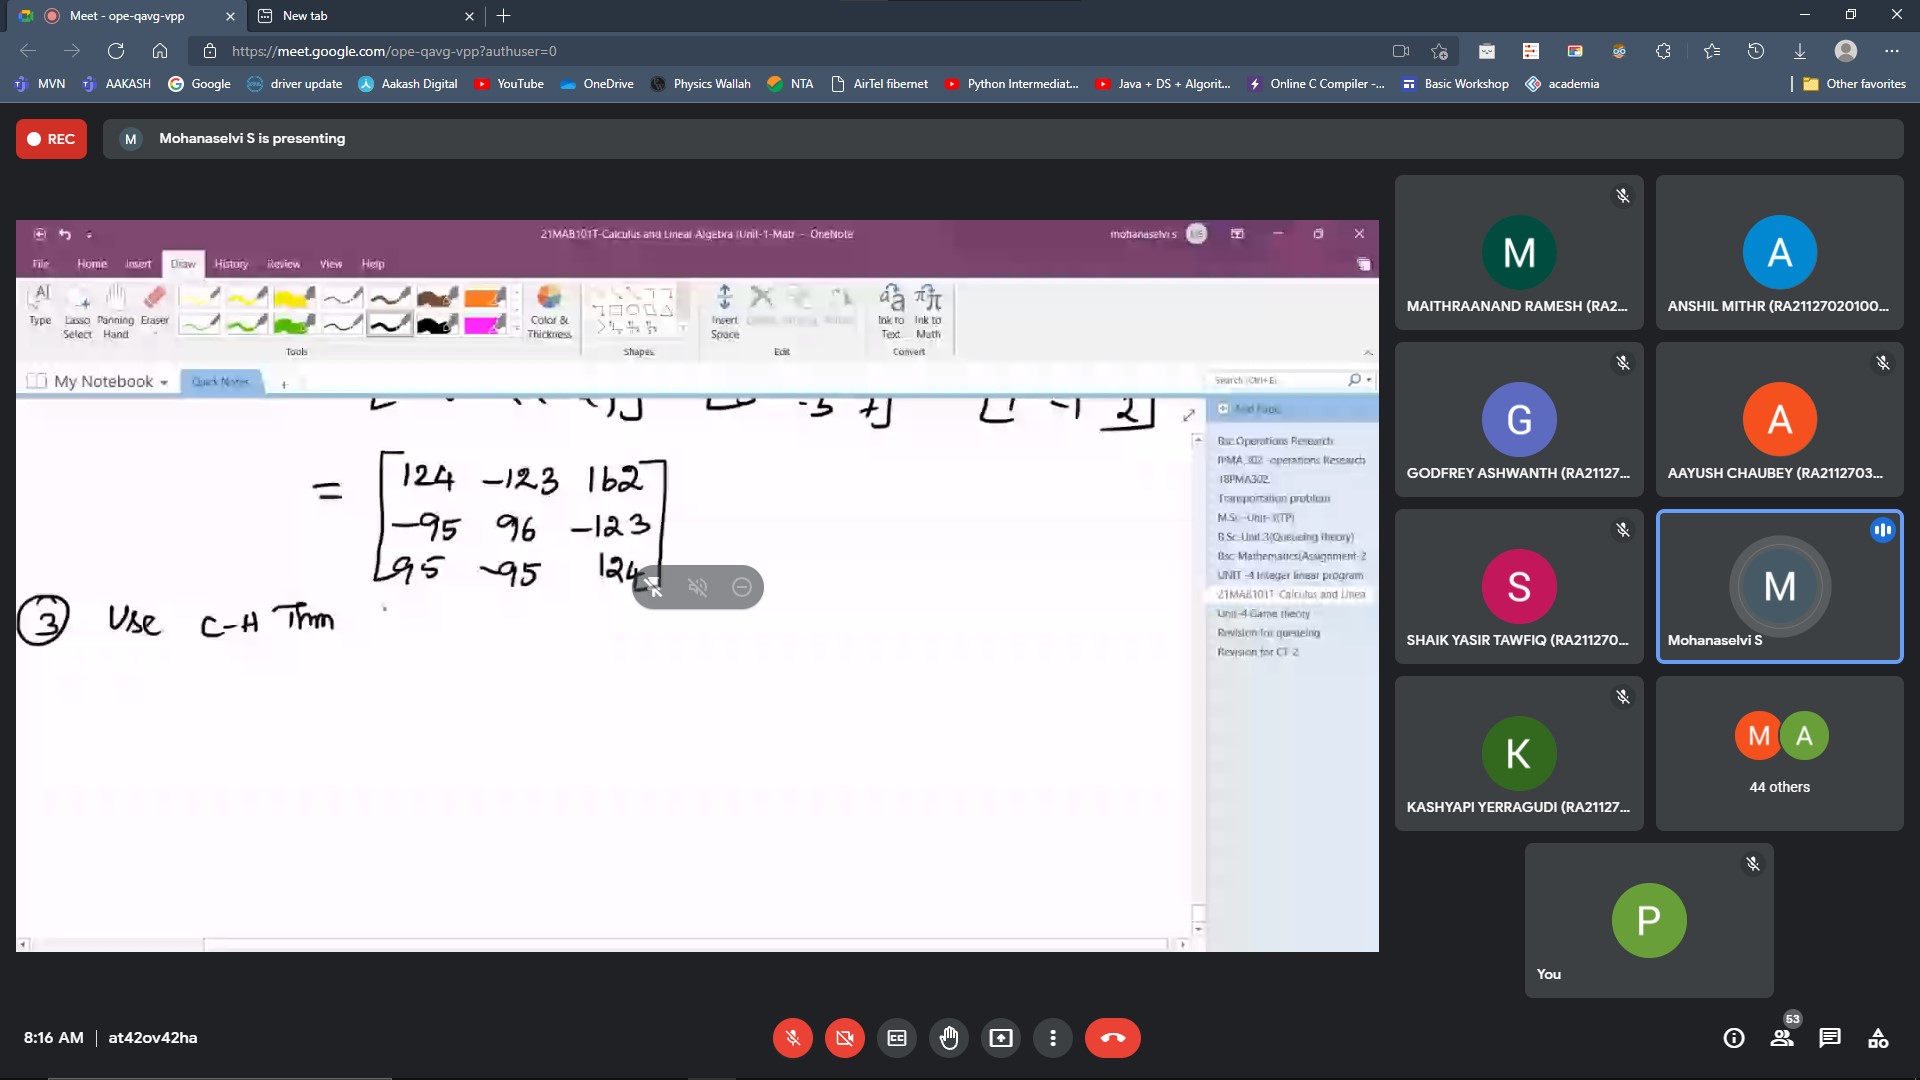 Meet - ope-qavg-vpp
New tab
https://meet.google.com/ope-qavg-vpp?authuser=0
MVN AAKASH Google driver update Aakash Digital YouTube OneDrive Physics Wallah NTA AirTel fibernet Python Intermediat... Java + DS + Algorit... Online C Compiler -... Basic Workshop academia Other favorites
REC
M Mohanaselvi S is presenting
21MAB101T-Calculus and Linear Algebra (Unit-1-Matr - OneNote
mohanaselvi s
File Home Insert Draw History Review View Help
Type
Lasso Select
Panning Hand
Eraser
Color & Thickness
Insert Space
Ink to Text
Ink to Math
Tools Shapes Edit Convert
My Notebook Quick Notes
Search (Ctrl+E)
Add Page
-1 2
= 124 -123 162
-95 96 -123
95 -95 124
3 Use C-H Thm
Bsc Operations Research
IPMA 302 -operations Research
18PMA302
Transportation problem
M.Sc-Unit-3(TP)
B.Sc-Unit 3(Queueing theory)
Bsc Mathematics(Assignment-2
UNIT -4 Integer linear program
21MAB101T-Calculus and Linea
Unit-4 Game theory
Revision for queueing
Revision for CT-2
M
MAITHRAANAND RAMESH (RA2...
A
ANSHIL MITHR (RA21127020100...
G
GODFREY ASHWANTH (RA21127...
A
AAYUSH CHAUBEY (RA2112703...
S
SHAIK YASIR TAWFIQ (RA211270...
M
Mohanaselvi S
K
KASHYAPI YERRAGUDI (RA21127...
M A
44 others
P
You
8:16 AM | at42ov42ha
53